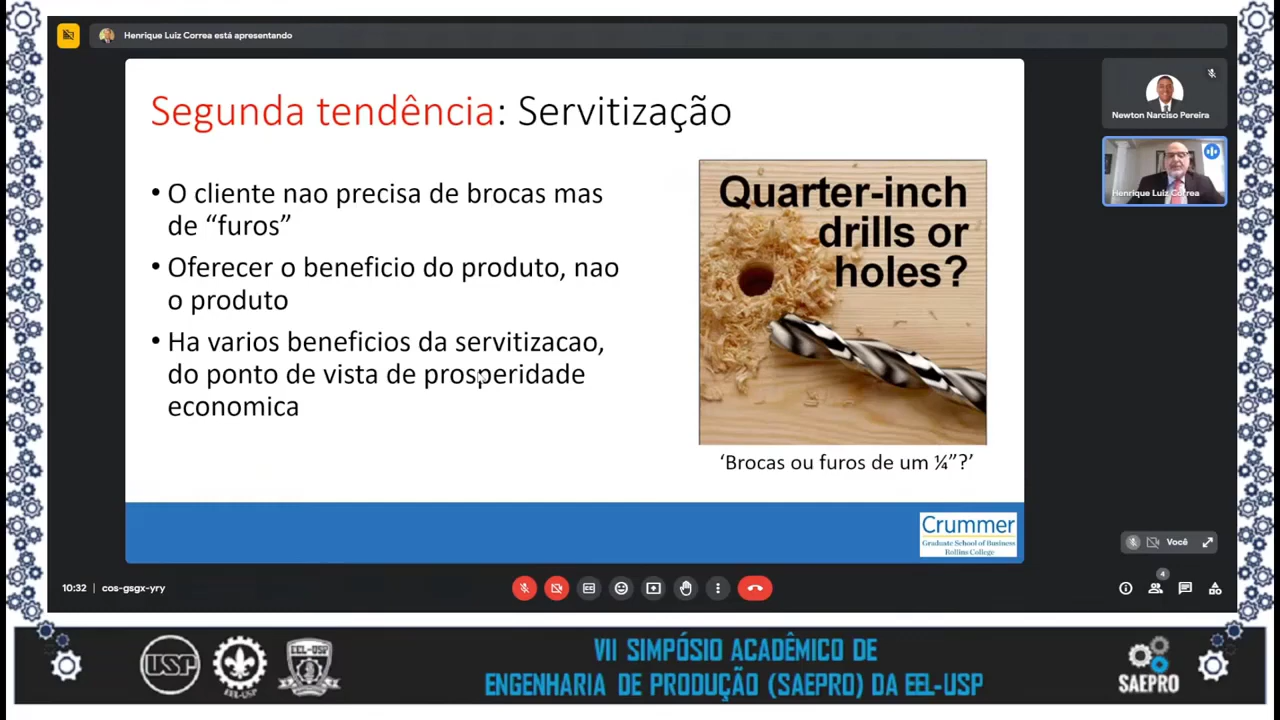 Henrique Luiz Correa está apresentando
Segunda tendência: Servitização
• O cliente nao precisa de brocas mas
de “furos”
• Oferecer o beneficio do produto, nao
o produto
• Ha varios beneficios da servitizacao,
do ponto de vista de prosperidade
economica
Quarter-inch
drills or
holes?
‘Brocas ou furos de um ¼”?’
Crummer
Graduate School of Business
Rollins College
Newton Narciso Pereira
Henrique Luiz Correa
Você
10:32 | cos-gsgx-yry
4
USP
EEL-USP
EEL-USP
VII SIMPÓSIO ACADÊMICO DE
ENGENHARIA DE PRODUÇÃO (SAEPRO) DA EEL-USP
SAEPRO